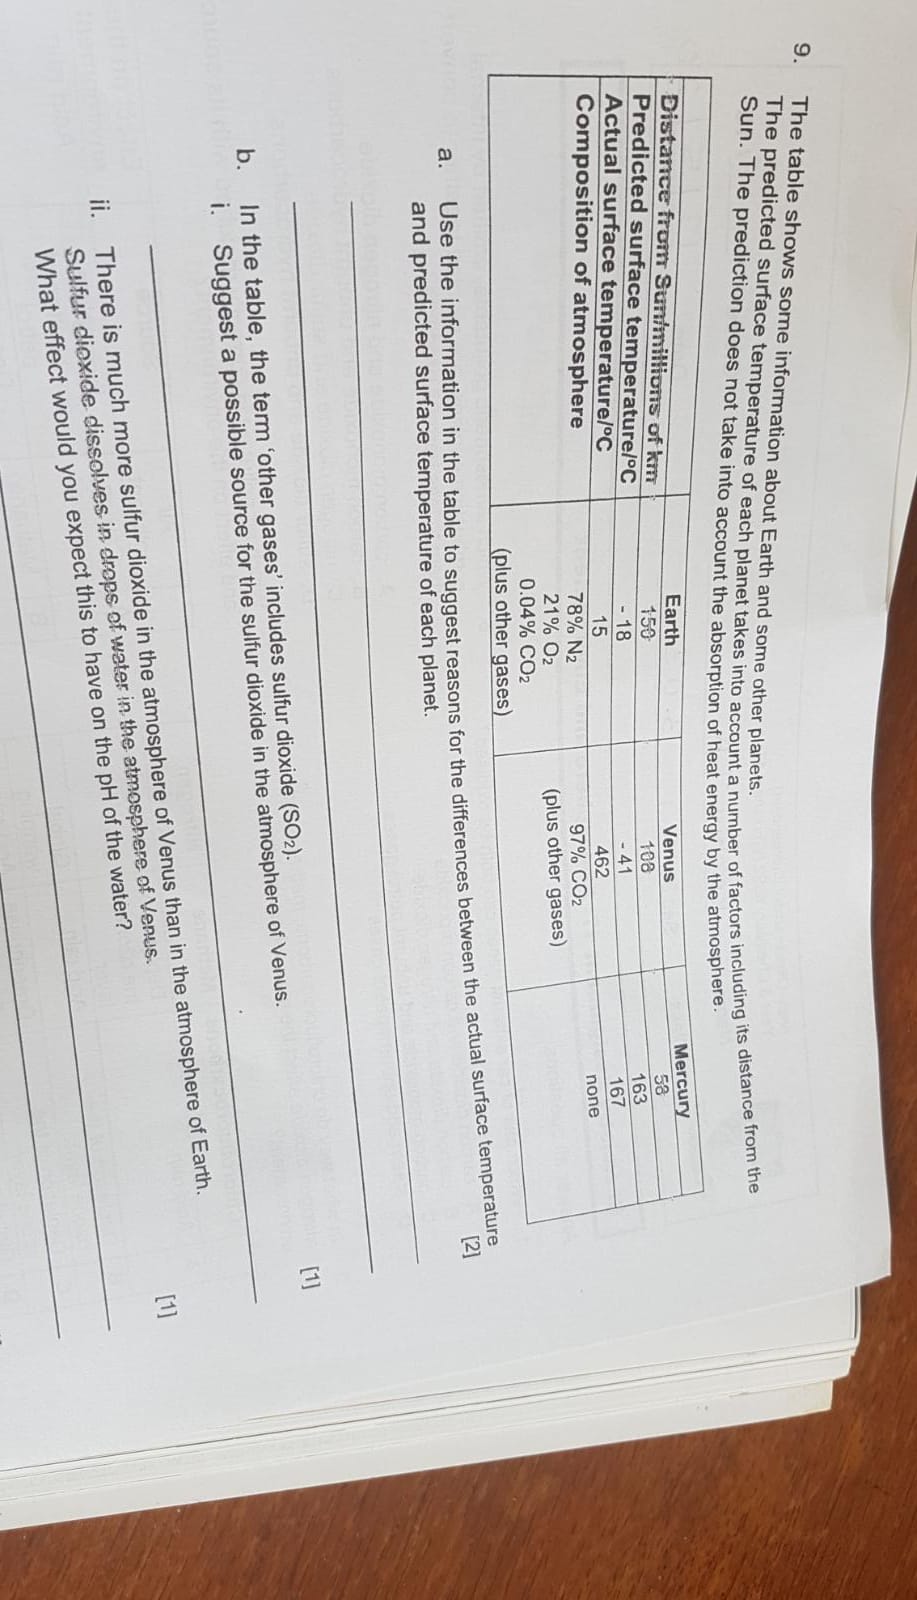 9. The table shows some information about Earth and some other planets.
The predicted surface temperature of each planet takes into account a number of factors including its distance from the
Sun. The prediction does not take into account the absorption of heat energy by the atmosphere.
Earth Venus Mercury
Distance from Sun/millions of km 150 108 58
Predicted surface temperature/°C - 18 - 41 163
Actual surface temperature/°C 15 462 167
Composition of atmosphere 78% N₂ 97% CO₂ none
21% O₂ (plus other gases)
0.04% CO₂
(plus other gases)
a. Use the information in the table to suggest reasons for the differences between the actual surface temperature
and predicted surface temperature of each planet. [2]
b. In the table, the term 'other gases' includes sulfur dioxide (SO₂).
i. Suggest a possible source for the sulfur dioxide in the atmosphere of Venus. [1]
ii. There is much more sulfur dioxide in the atmosphere of Venus than in the atmosphere of Earth.
Sulfur dioxide dissolves in drops of water in the atmosphere of Venus.
What effect would you expect this to have on the pH of the water? [1]